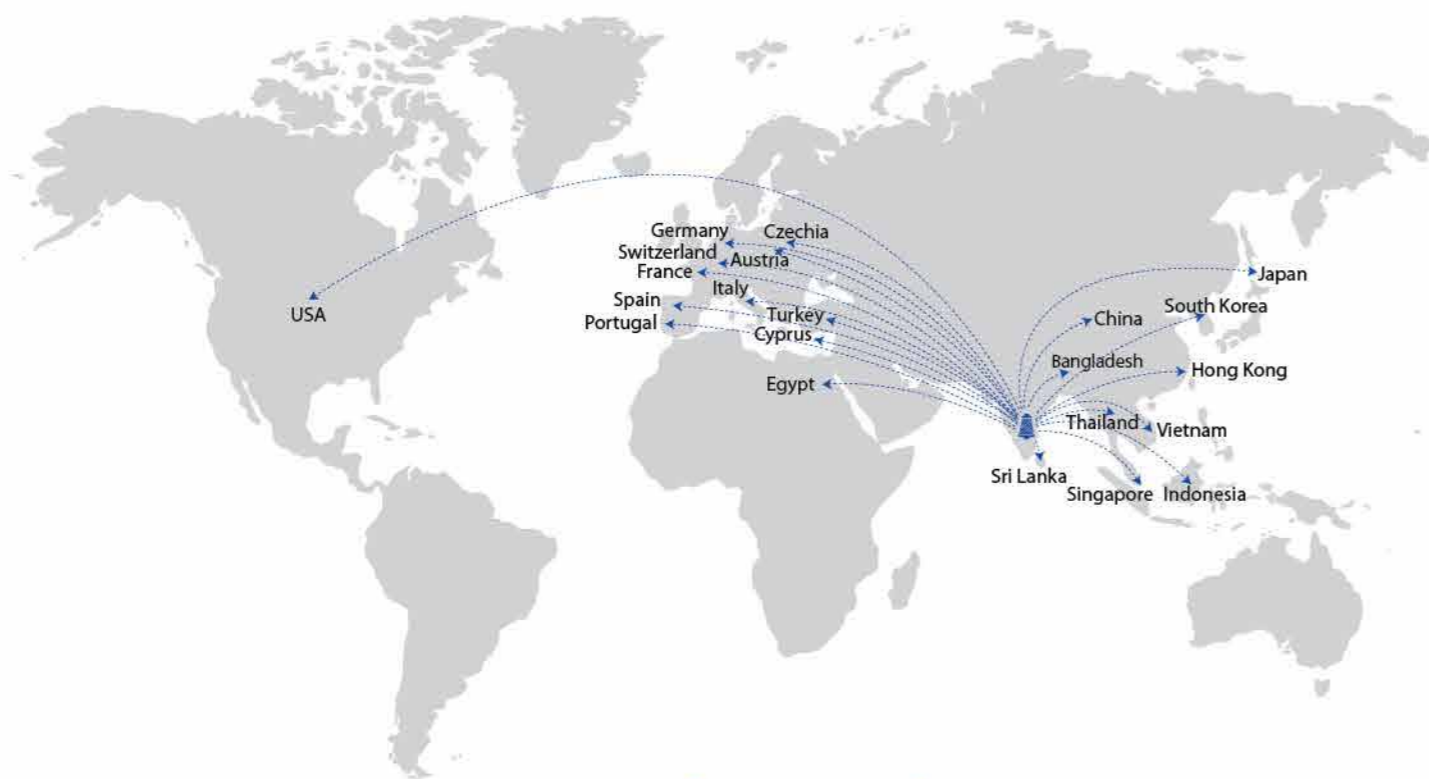 Germany
Czechia
Switzerland
Austria
France
Italy
Spain
Portugal
Turkey
Cyprus
Egypt
USA
Japan
South Korea
China
Bangladesh
Hong Kong
Thailand
Vietnam
Sri Lanka
Singapore
Indonesia